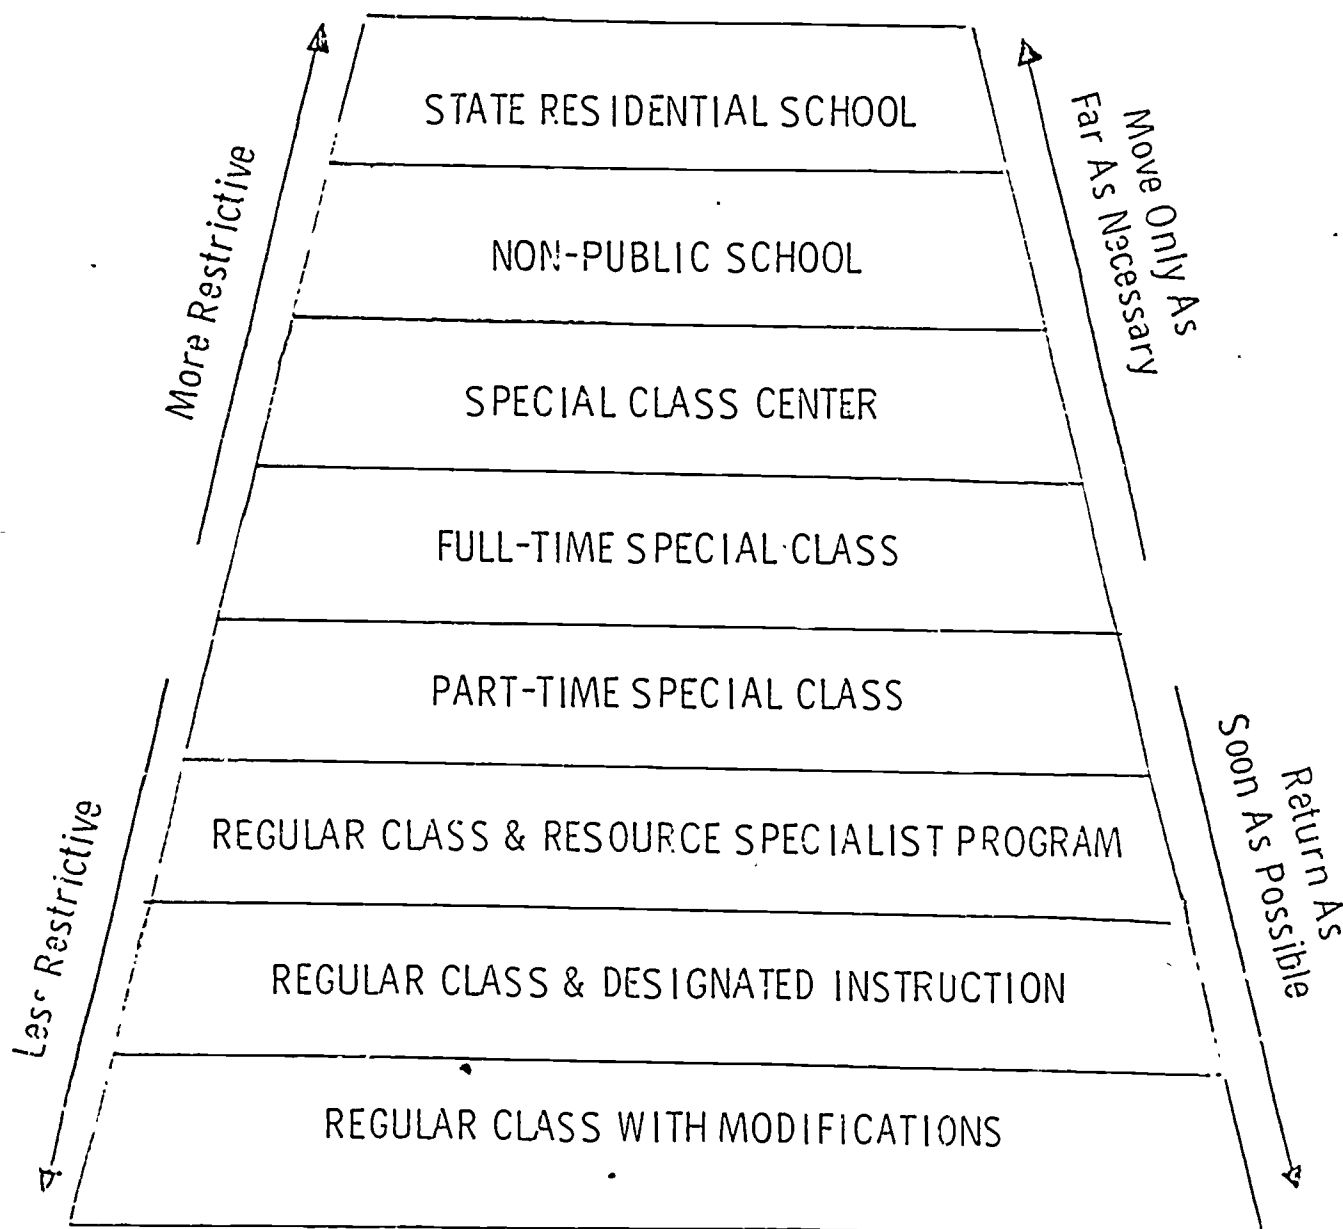 STATE RESIDENTIAL SCHOOL
NON-PUBLIC SCHOOL
SPECIAL CLASS CENTER
FULL-TIME SPECIAL CLASS
PART-TIME SPECIAL CLASS
REGULAR CLASS & RESOURCE SPECIALIST PROGRAM
REGULAR CLASS & DESIGNATED INSTRUCTION
REGULAR CLASS WITH MODIFICATIONS
More Restrictive
Less Restrictive
Move Only As
Far As Necessary
Return As
Soon As Possible